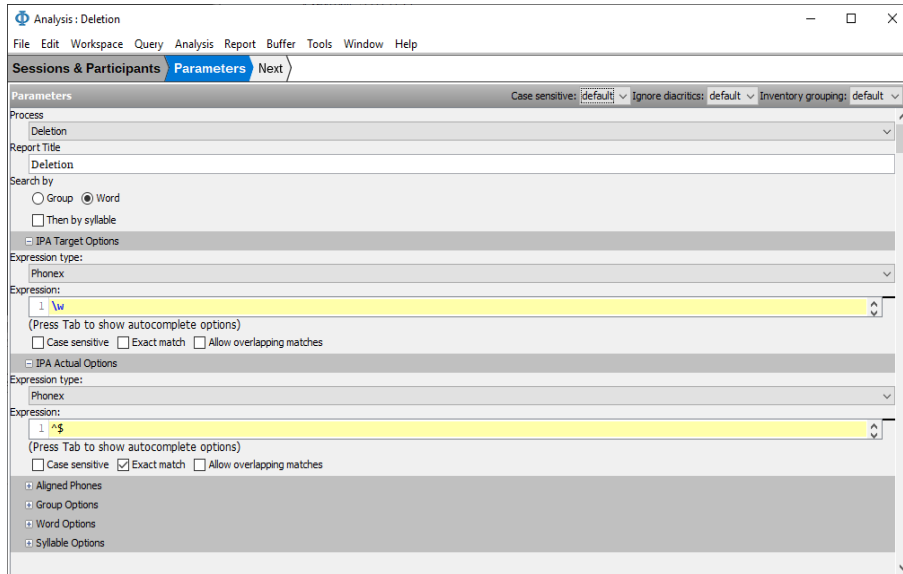 Analysis : Deletion
File Edit Workspace Query Analysis Report Buffer Tools Window Help
Sessions & Participants Parameters Next
Parameters Case sensitive: default Ignore diacritics: default Inventory grouping: default
Process
Deletion
Report Title
Deletion
Search by
Group Word
Then by syllable
IPA Target Options
Expression type:
Phonex
Expression:
1 \w
(Press Tab to show autocomplete options)
Case sensitive Exact match Allow overlapping matches
IPA Actual Options
Expression type:
Phonex
Expression:
1 ^$
(Press Tab to show autocomplete options)
Case sensitive Exact match Allow overlapping matches
Aligned Phones
Group Options
Word Options
Syllable Options